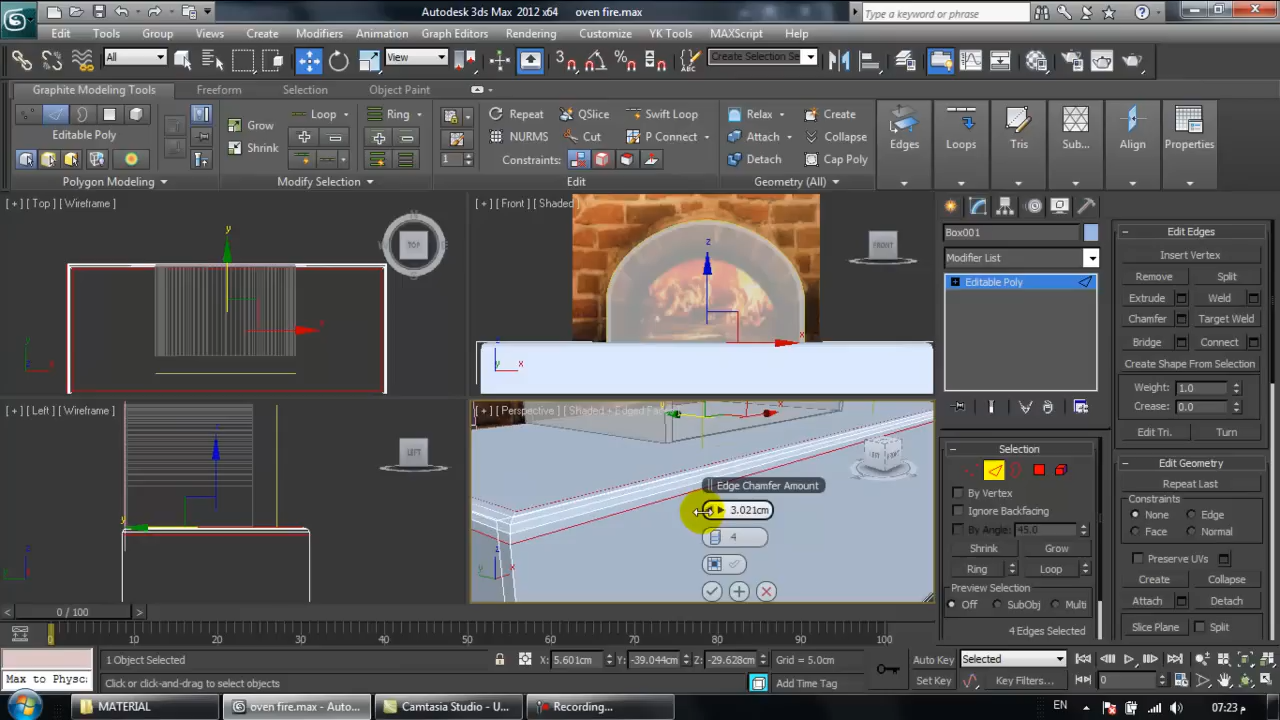 Autodesk 3ds Max 2012 x64 oven fire.max
Type a keyword or phrase
Edit Tools Group Views Create Modifiers Animation Graph Editors Rendering Customize YK Tools MAXScript Help
All View Create Selection Se
Graphite Modeling Tools Freeform Selection Object Paint
Loop Ring Repeat QSlice Swift Loop Relax Create
Editable Poly Grow NURMS Cut P Connect Attach Collapse Edges Loops Tris Sub... Align Properties
Shrink 1 Constraints: Detach Cap Poly
Polygon Modeling Modify Selection Edit Geometry (All)
[ + ] [ Top ] [ Wireframe ]
TOP
[ + ] [ Front ] [ Shaded ]
FRONT
[ + ] [ Left ] [ Wireframe ]
LEFT
[ + ] [ Perspective ] [ Shaded + Edged Fa
Edge Chamfer Amount
3.021cm
4
Box001
Modifier List
Editable Poly
Selection
By Vertex
Ignore Backfacing
By Angle: 45.0
Shrink Grow
Ring Loop
Preview Selection
Off SubObj Multi
4 Edges Selected
Edit Edges
Insert Vertex
Remove Split
Extrude Weld
Chamfer Target Weld
Bridge Connect
Create Shape From Selection
Weight: 1.0
Crease: 0.0
Edit Tri. Turn
Edit Geometry
Repeat Last
Constraints
None Edge
Face Normal
Preserve UVs
Create Collapse
Attach Detach
Slice Plane Split
0 / 100
0 10 20 30 40 50 60 70 80 90 100
1 Object Selected X: 5.601cm Y: -39.044cm Z: -29.628cm Grid = 5.0cm Auto Key Selected
Max to Physc Click or click-and-drag to select objects Add Time Tag Set Key Key Filters... 0
MATERIAL oven fire.max - Auto... Camtasia Studio - U... Recording... EN 07:23 م